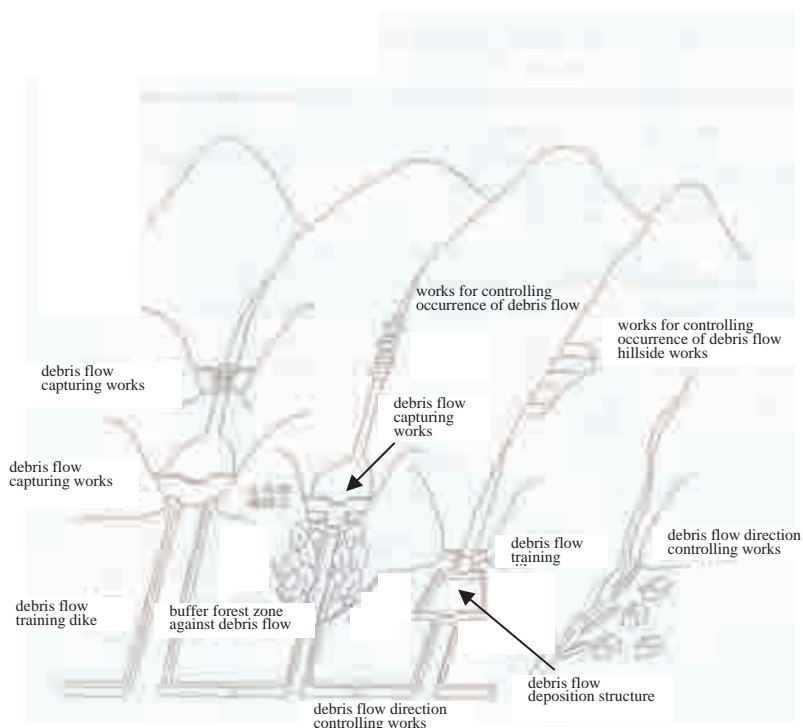 works for controlling
occurrence of debris flow
works for controlling
occurrence of debris flow
hillside works
debris flow
capturing works
debris flow
capturing
works
debris flow
capturing works
debris flow
training
debris flow direction
controlling works
debris flow
training dike
buffer forest zone
against debris flow
debris flow
deposition structure
debris flow direction
controlling works